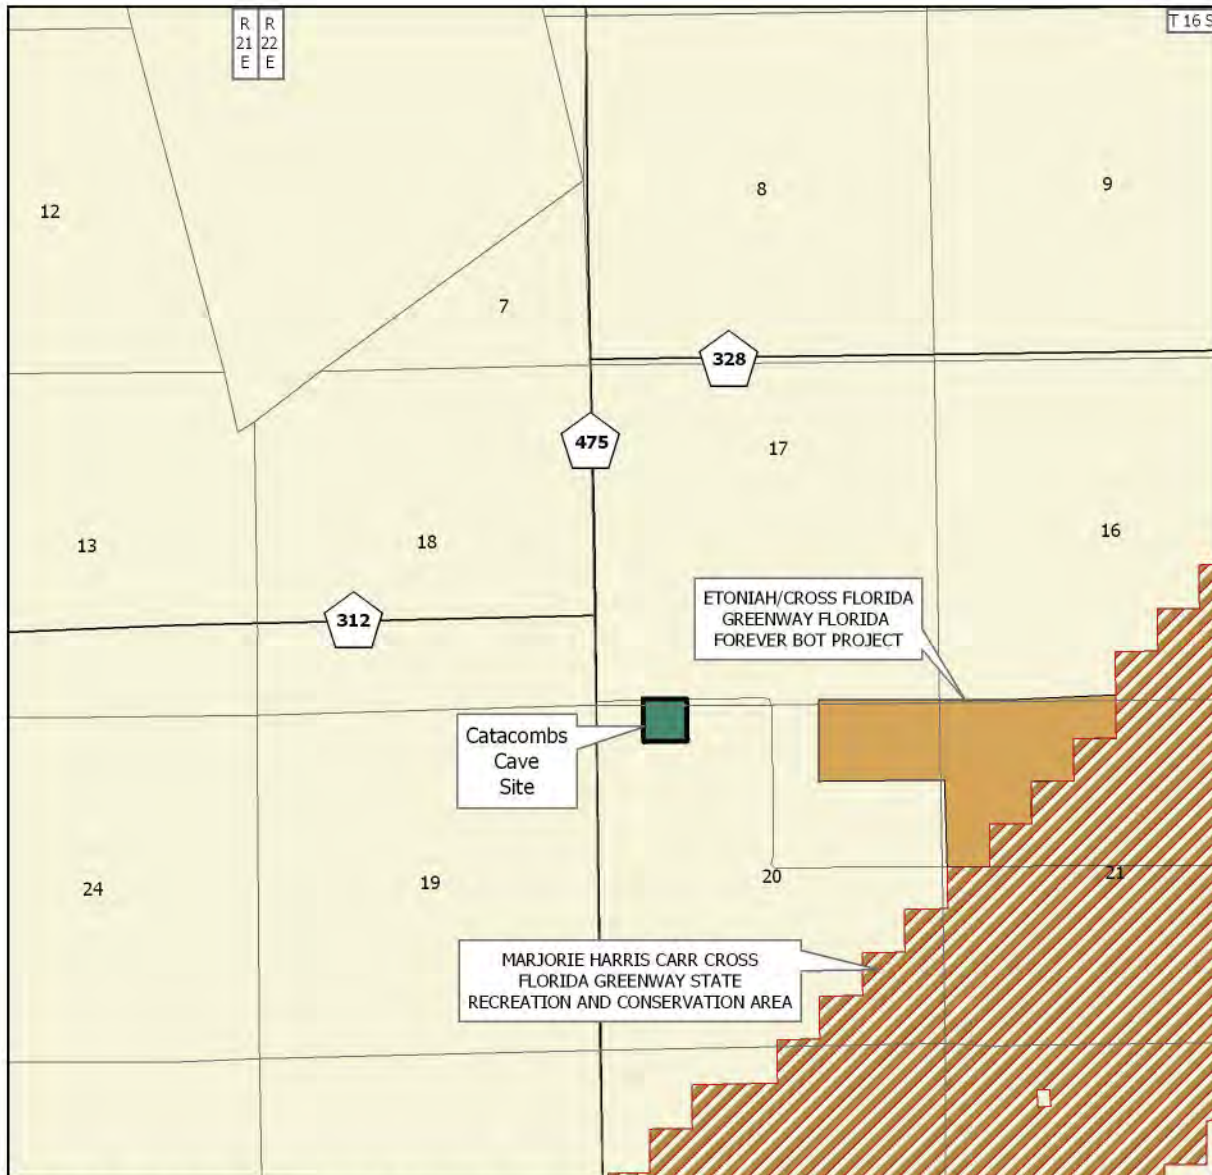 R
21
E
R
22
E
T 16 S
8
9
12
7
328
475
17
16
13
18
312
ETONIAH/CROSS FLORIDA
GREENWAY FLORIDA
FOREVER BOT PROJECT
Catacombs
Cave
Site
24
19
20
21
MARJORIE HARRIS CARR CROSS
FLORIDA GREENWAY STATE
RECREATION AND CONSERVATION AREA